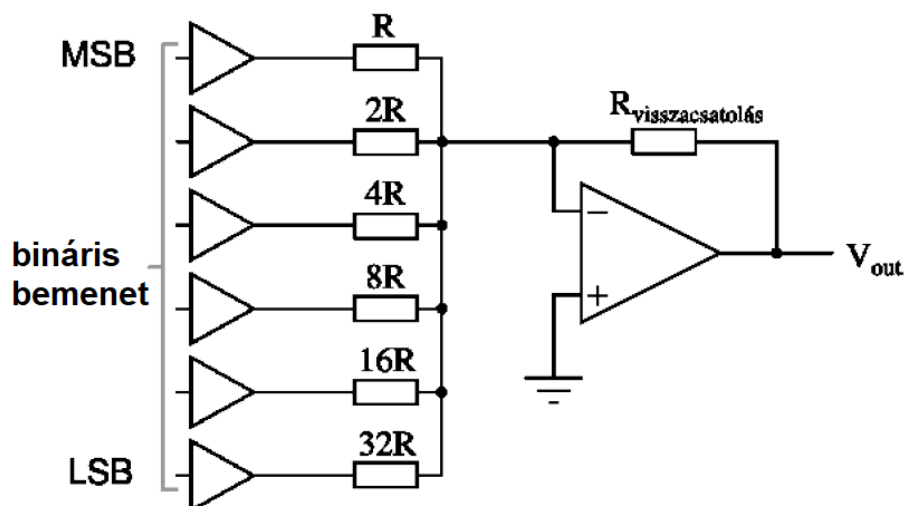 MSB
R
2R
R visszacsatolás
4R
bináris
bemenet
8R
16R
32R
LSB
−
+
V out